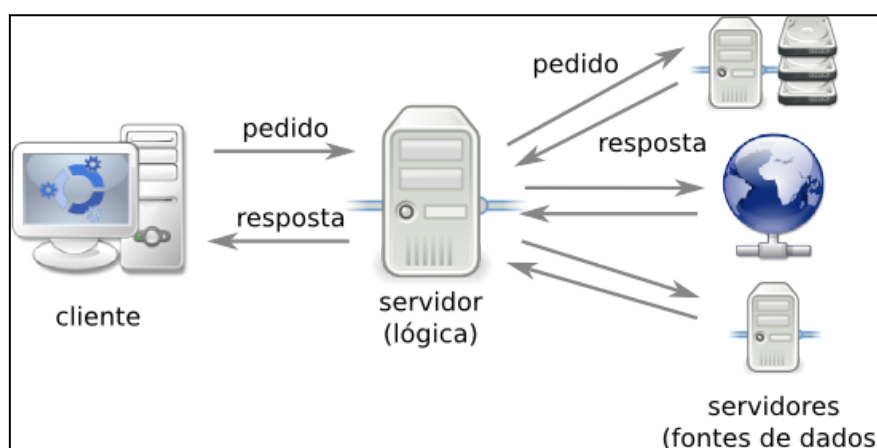 pedido
resposta
cliente
servidor
(lógica)
pedido
resposta
servidores
(fontes de dados